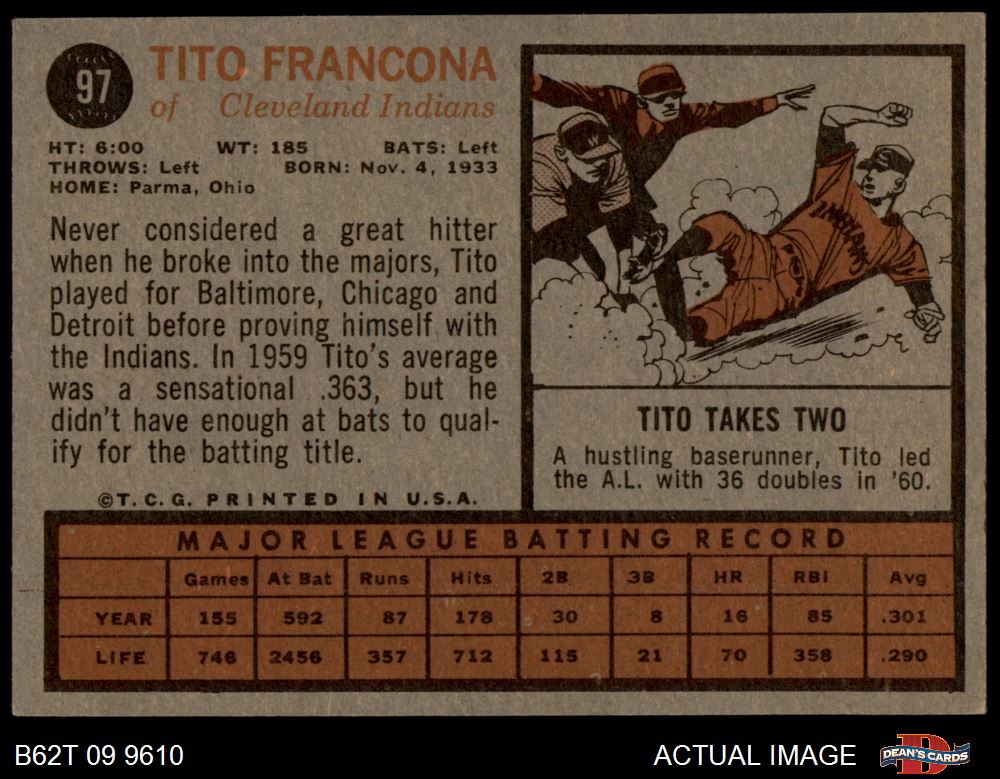 97
TITO FRANCONA
of Cleveland Indians
HT: 6:00 WT: 185 BATS: Left
THROWS: Left BORN: Nov. 4, 1933
HOME: Parma, Ohio
Never considered a great hitter
when he broke into the majors, Tito
played for Baltimore, Chicago and
Detroit before proving himself with
the Indians. In 1959 Tito's average
was a sensational .363, but he
didn't have enough at bats to qual-
ify for the batting title.
©T.C.G. PRINTED IN U.S.A.
INDIANS
TITO TAKES TWO
A hustling baserunner, Tito led
the A.L. with 36 doubles in '60.
MAJOR LEAGUE BATTING RECORD
Games At Bat Runs Hits 2B 3B HR RBI Avg
YEAR 155 592 87 178 30 8 16 85 .301
LIFE 746 2456 357 712 115 21 70 358 .290
B62T 09 9610 ACTUAL IMAGE DEAN'S CARDS